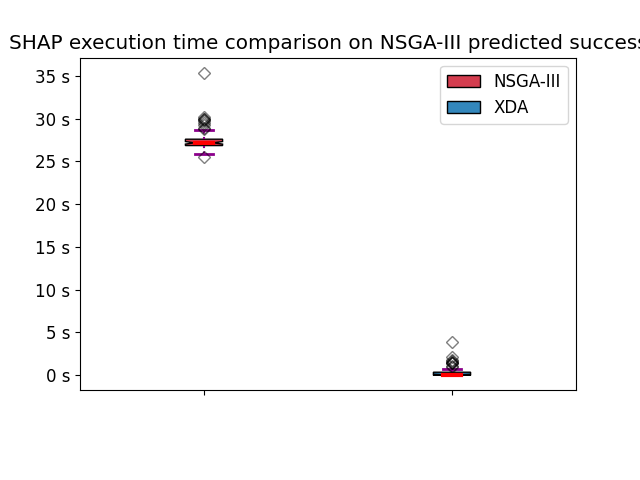 SHAP execution time comparison on NSGA-III predicted success
35 s
30 s
25 s
20 s
15 s
10 s
5 s
0 s
NSGA-III
XDA